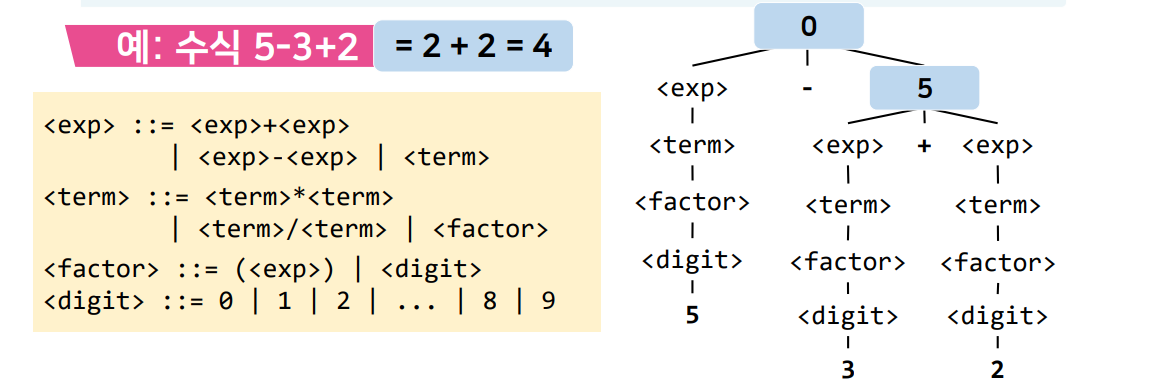 예: 수식 5-3+2 = 2 + 2 = 4
<exp> ::= <exp>+<exp>
| <exp>-<exp> | <term>
<term> ::= <term>*<term>
| <term>/<term> | <factor>
<factor> ::= (<exp>) | <digit>
<digit> ::= 0 | 1 | 2 | ... | 8 | 9
0
<exp> - 5
<term> <exp> + <exp>
<factor> <term> <term>
<digit> <factor> <factor>
5 <digit> <digit>
3 2